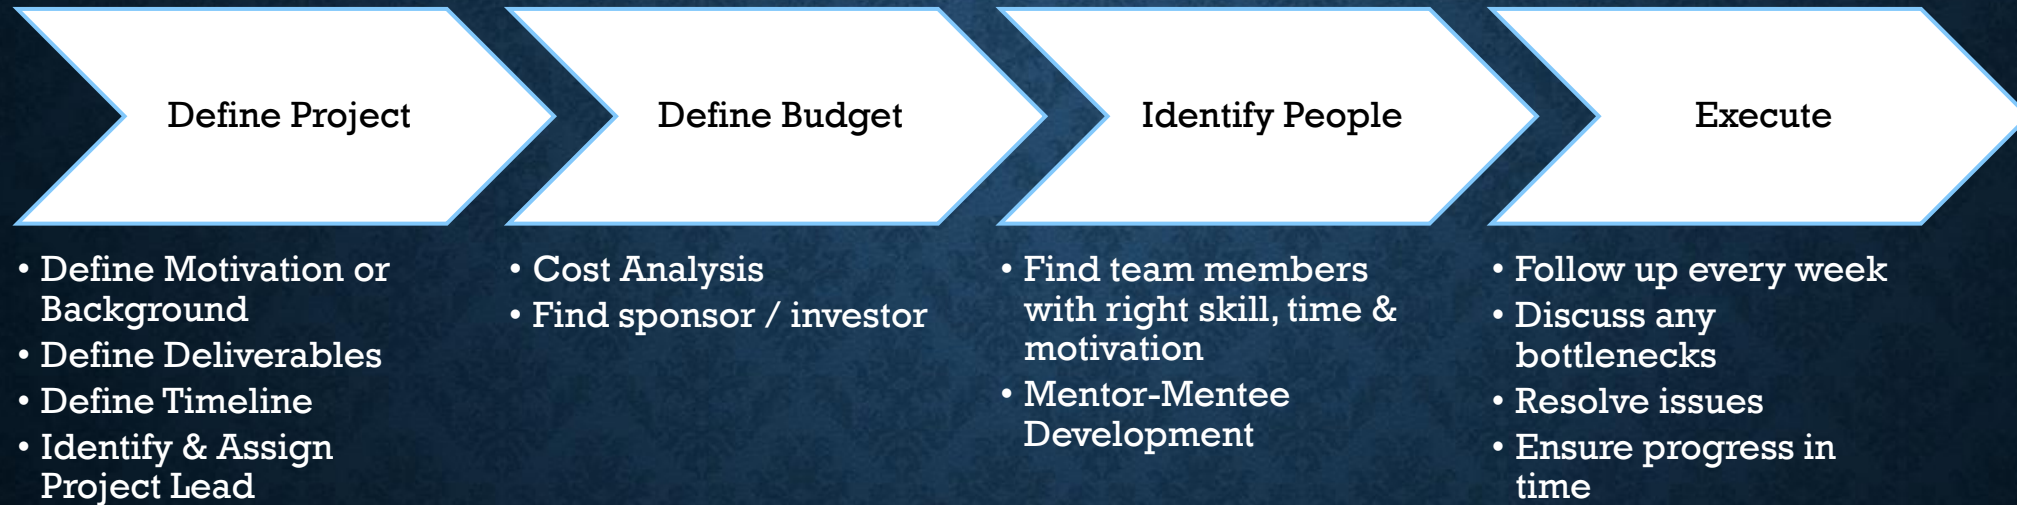 Define Project
Define Budget
Identify People
Execute
• Define Motivation or
Background
• Define Deliverables
• Define Timeline
• Identify & Assign
Project Lead
• Cost Analysis
• Find sponsor / investor
• Find team members
with right skill, time &
motivation
• Mentor-Mentee
Development
• Follow up every week
• Discuss any
bottlenecks
• Resolve issues
• Ensure progress in
time